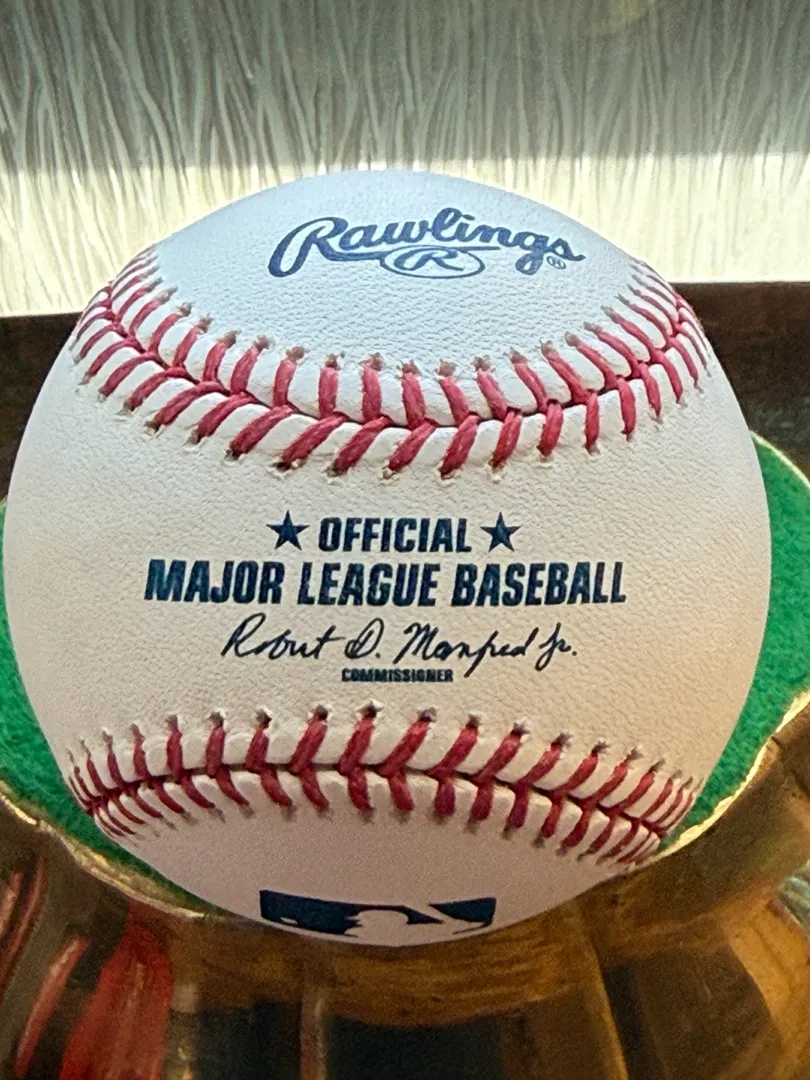 Rawlings
R ®
★ OFFICIAL ★
MAJOR LEAGUE BASEBALL
Robert D. Manfred Jr.
COMMISSIONER